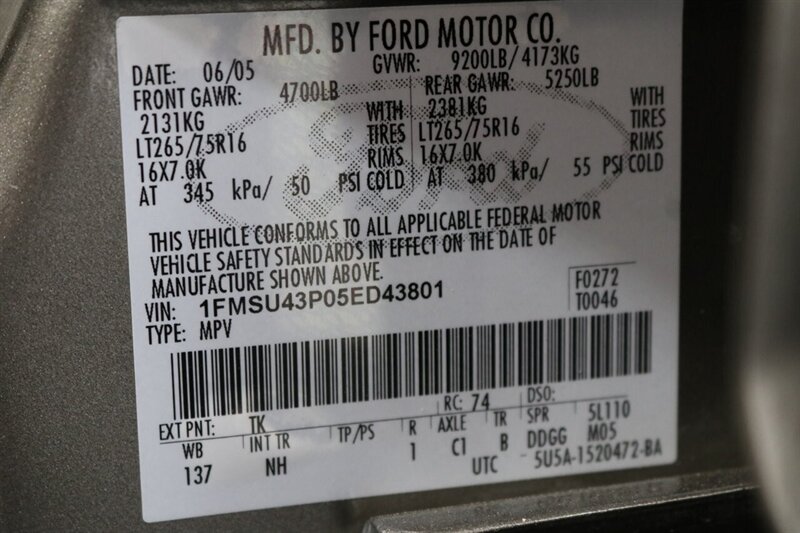 MFD. BY FORD MOTOR CO.
DATE: 06/05 GVWR: 9200LB/4173KG
FRONT GAWR: 4700LB REAR GAWR: 5250LB
2131KG WITH 2381KG WITH
LT265/75R16 TIRES LT265/75R16 TIRES
16X7.0K RIMS 16X7.0K RIMS
AT 345 kPa/ 50 PSI COLD AT 380 kPa/ 55 PSI COLD
THIS VEHICLE CONFORMS TO ALL APPLICABLE FEDERAL MOTOR
VEHICLE SAFETY STANDARDS IN EFFECT ON THE DATE OF
MANUFACTURE SHOWN ABOVE.
VIN: 1FMSU43P05ED43801 F0272
TYPE: MPV T0046
EXT PNT: TK RC: 74 DSO:
WB INT TR TP/PS R AXLE TR SPR 5L110
137 NH 1 C1 B DDGG M05
UTC 5U5A-1520472-BA